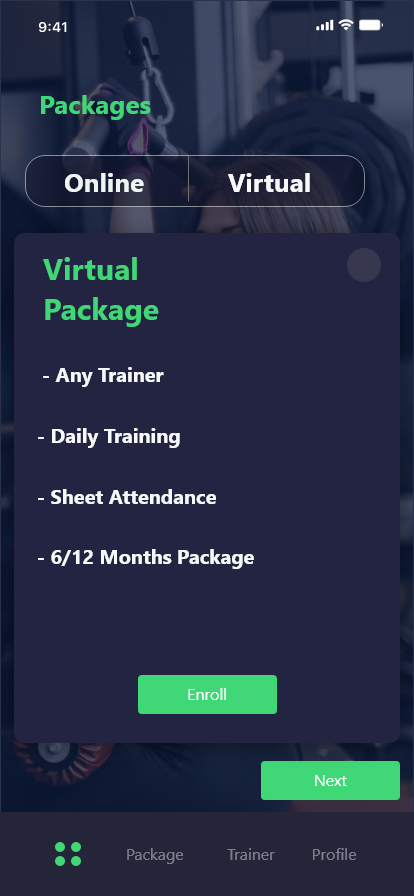 9:41
Packages
Online Virtual
Virtual
Package
- Any Trainer
- Daily Training
- Sheet Attendance
- 6/12 Months Package
Enroll
Next
Package Trainer Profile